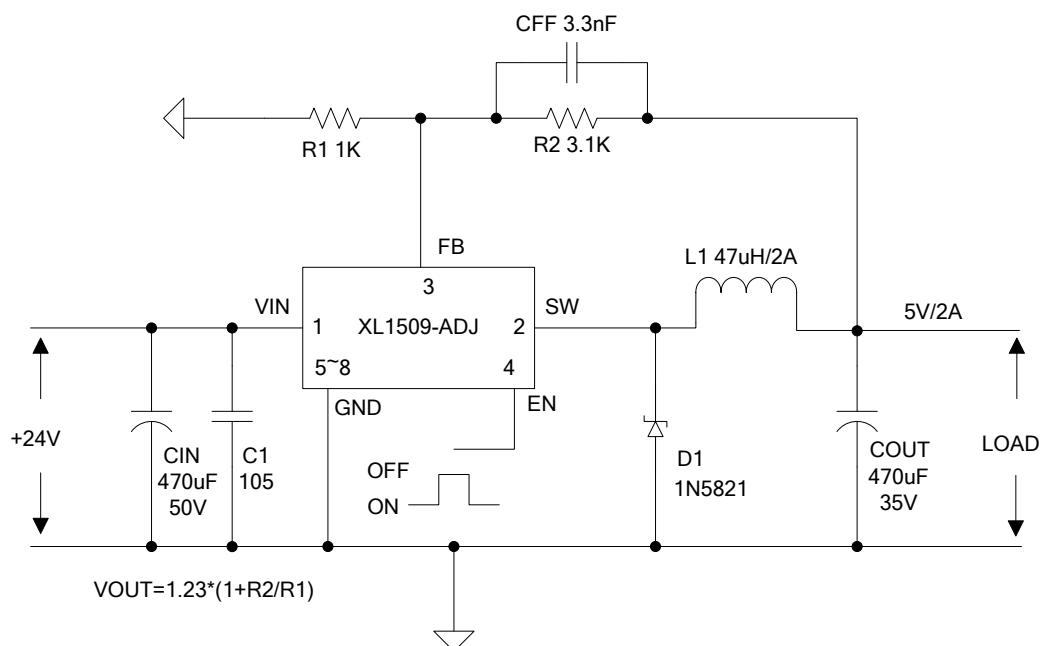 CFF 3.3nF
R1 1K
R2 3.1K
FB
L1 47uH/2A
3
VIN
SW
5V/2A
1
XL1509-ADJ
2
5~8
4
GND
EN
+24V
CIN
470uF
50V
C1
105
OFF
ON
D1
1N5821
COUT
470uF
35V
LOAD
VOUT=1.23*(1+R2/R1)